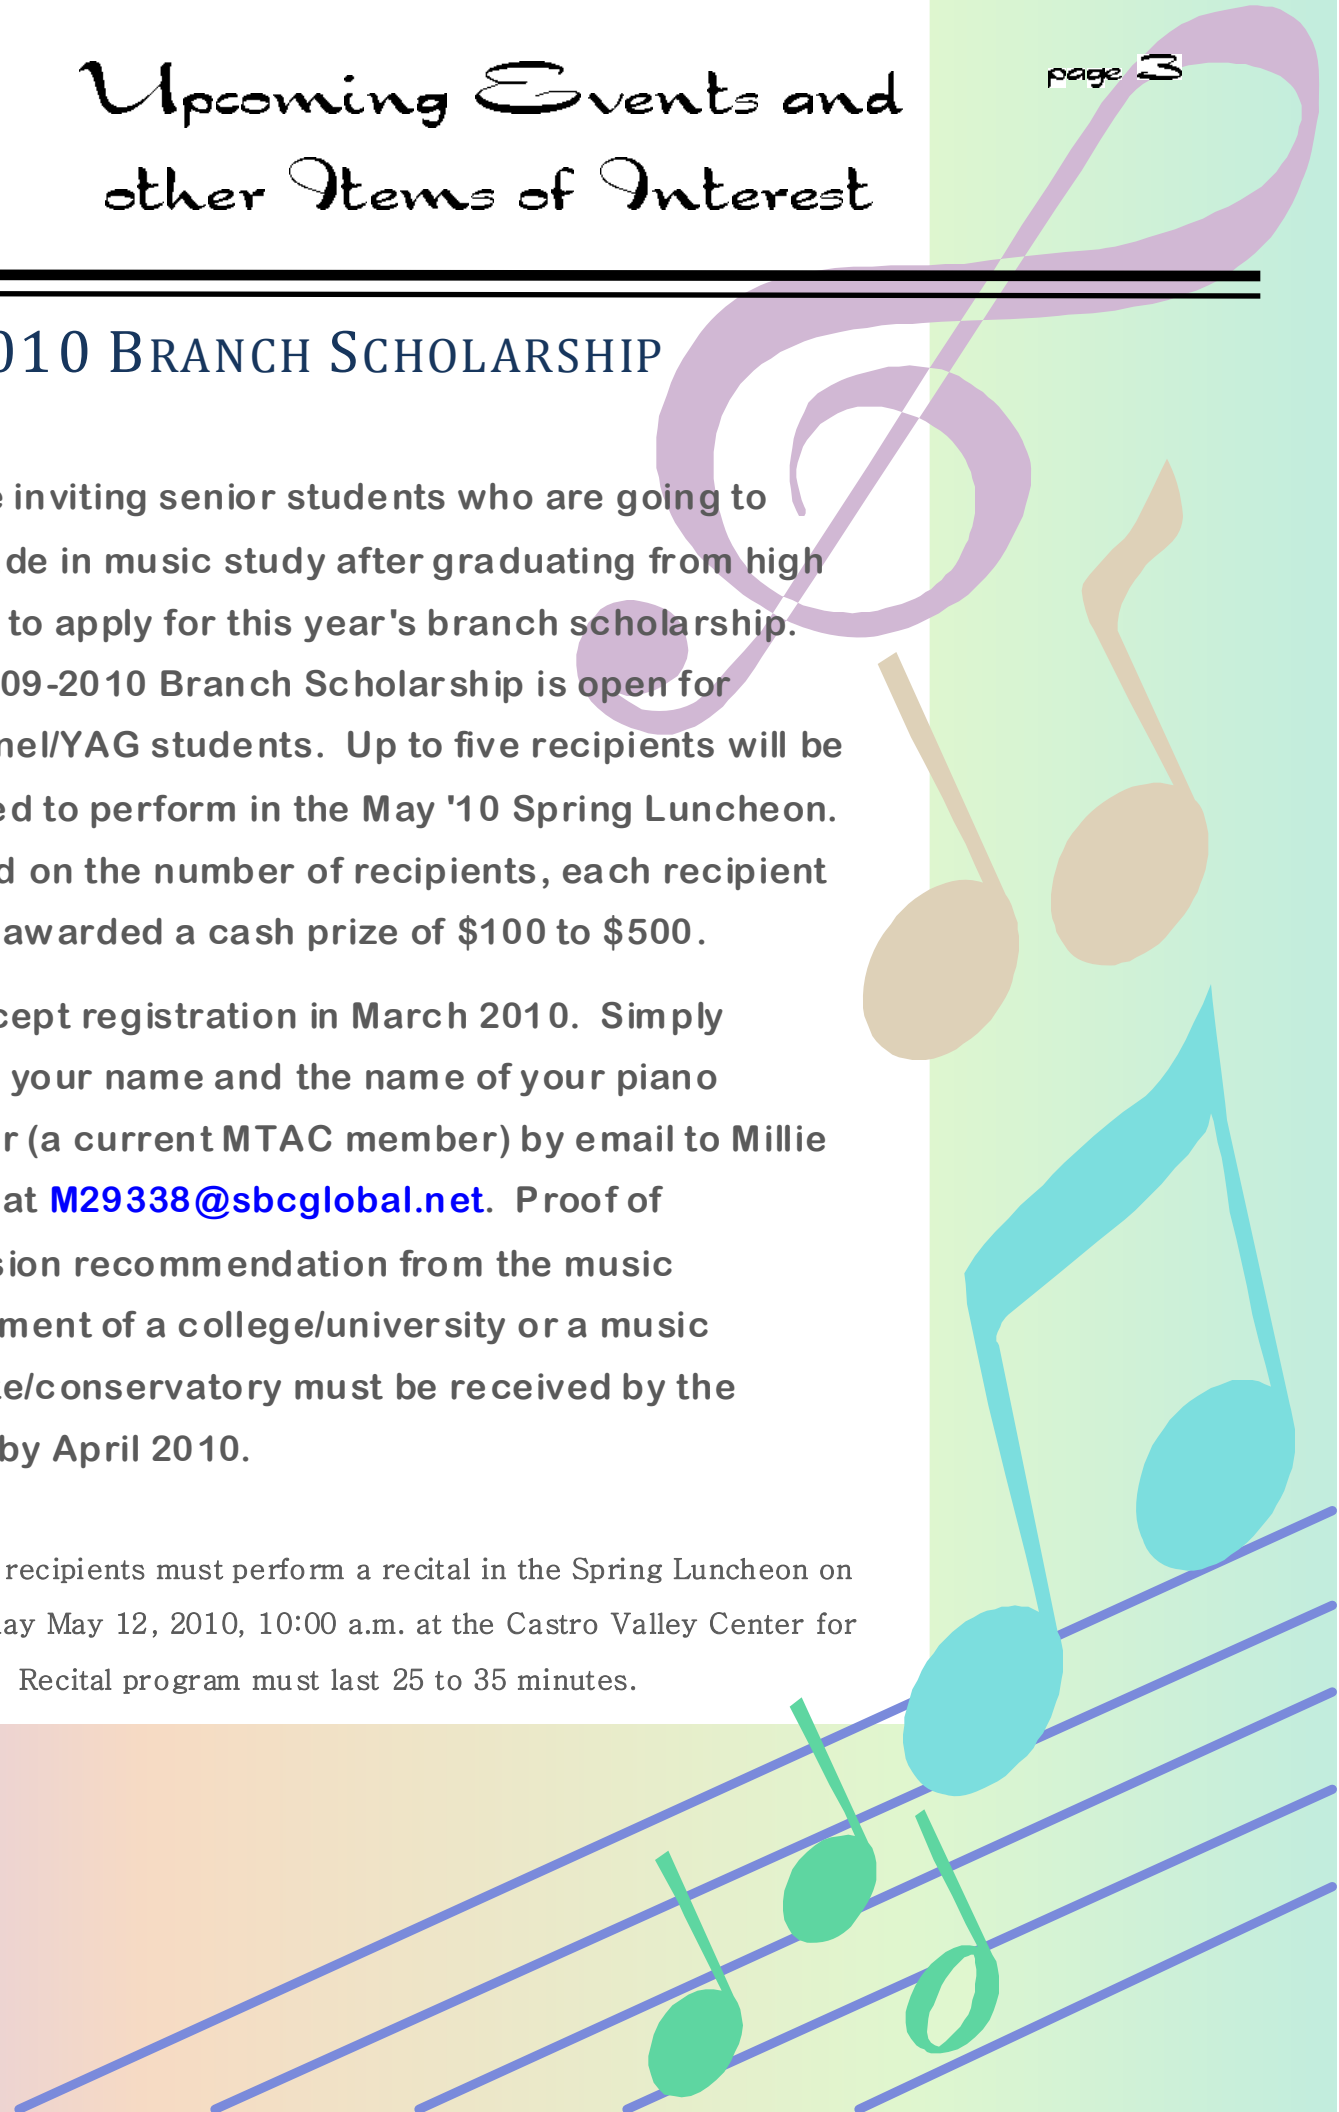 Upcoming Events and
page 3
other Items of Interest
010 BRANCH SCHOLARSHIP
inviting senior students who are going to
de in music study after graduating from high
to apply for this year's branch scholarship.
09-2010 Branch Scholarship is open for
nel/YAG students. Up to five recipients will be
ed to perform in the May '10 Spring Luncheon.
d on the number of recipients, each recipient
awarded a cash prize of $100 to $500.
cept registration in March 2010. Simply
your name and the name of your piano
r (a current MTAC member) by email to Millie
at M29338@sbcglobal.net. Proof of
sion recommendation from the music
ment of a college/university or a music
te/conservatory must be received by the
by April 2010.
recipients must perform a recital in the Spring Luncheon on
ay May 12, 2010, 10:00 a.m. at the Castro Valley Center for
Recital program must last 25 to 35 minutes.